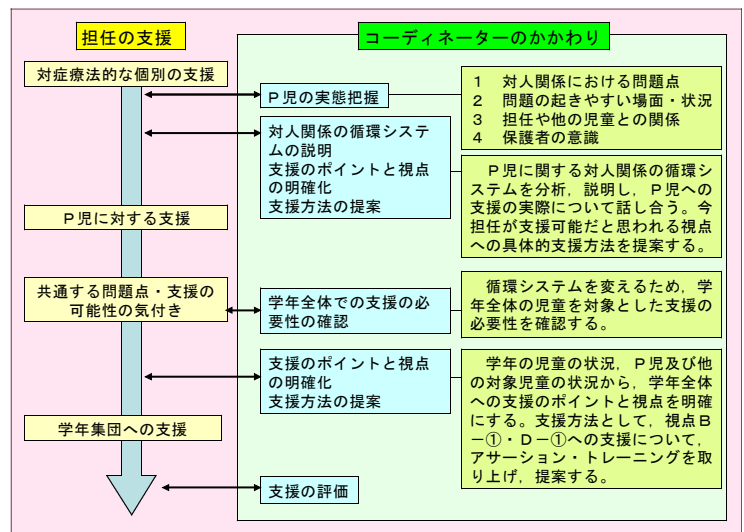 担任の支援
コーディネーターのかかわり
対症療法的な個別の支援
Ｐ児の実態把握
１　対人関係における問題点
２　問題の起きやすい場面・状況
３　担任や他の児童との関係
４　保護者の意識
対人関係の循環システ
ムの説明
支援のポイントと視点
の明確化
支援方法の提案
　Ｐ児に関する対人関係の循環シ
ステムを分析，説明し，Ｐ児への
支援の実際について話し合う。今
担任が支援可能だと思われる視点
への具体的支援方法を提案する。
Ｐ児に対する支援
共通する問題点・支援の
可能性の気付き
学年全体での支援の必
要性の確認
　循環システムを変えるため，学
年全体の児童を対象とした支援の
必要性を確認する。
支援のポイントと視点
の明確化
支援方法の提案
　学年の児童の状況，Ｐ児及び他
の対象児童の状況から，学年全体
への支援のポイントと視点を明確
にする。支援方法として，視点Ｂ
－①・Ｄ－①への支援について，
アサーション・トレーニングを取
り上げ，提案する。
学年集団への支援
支援の評価